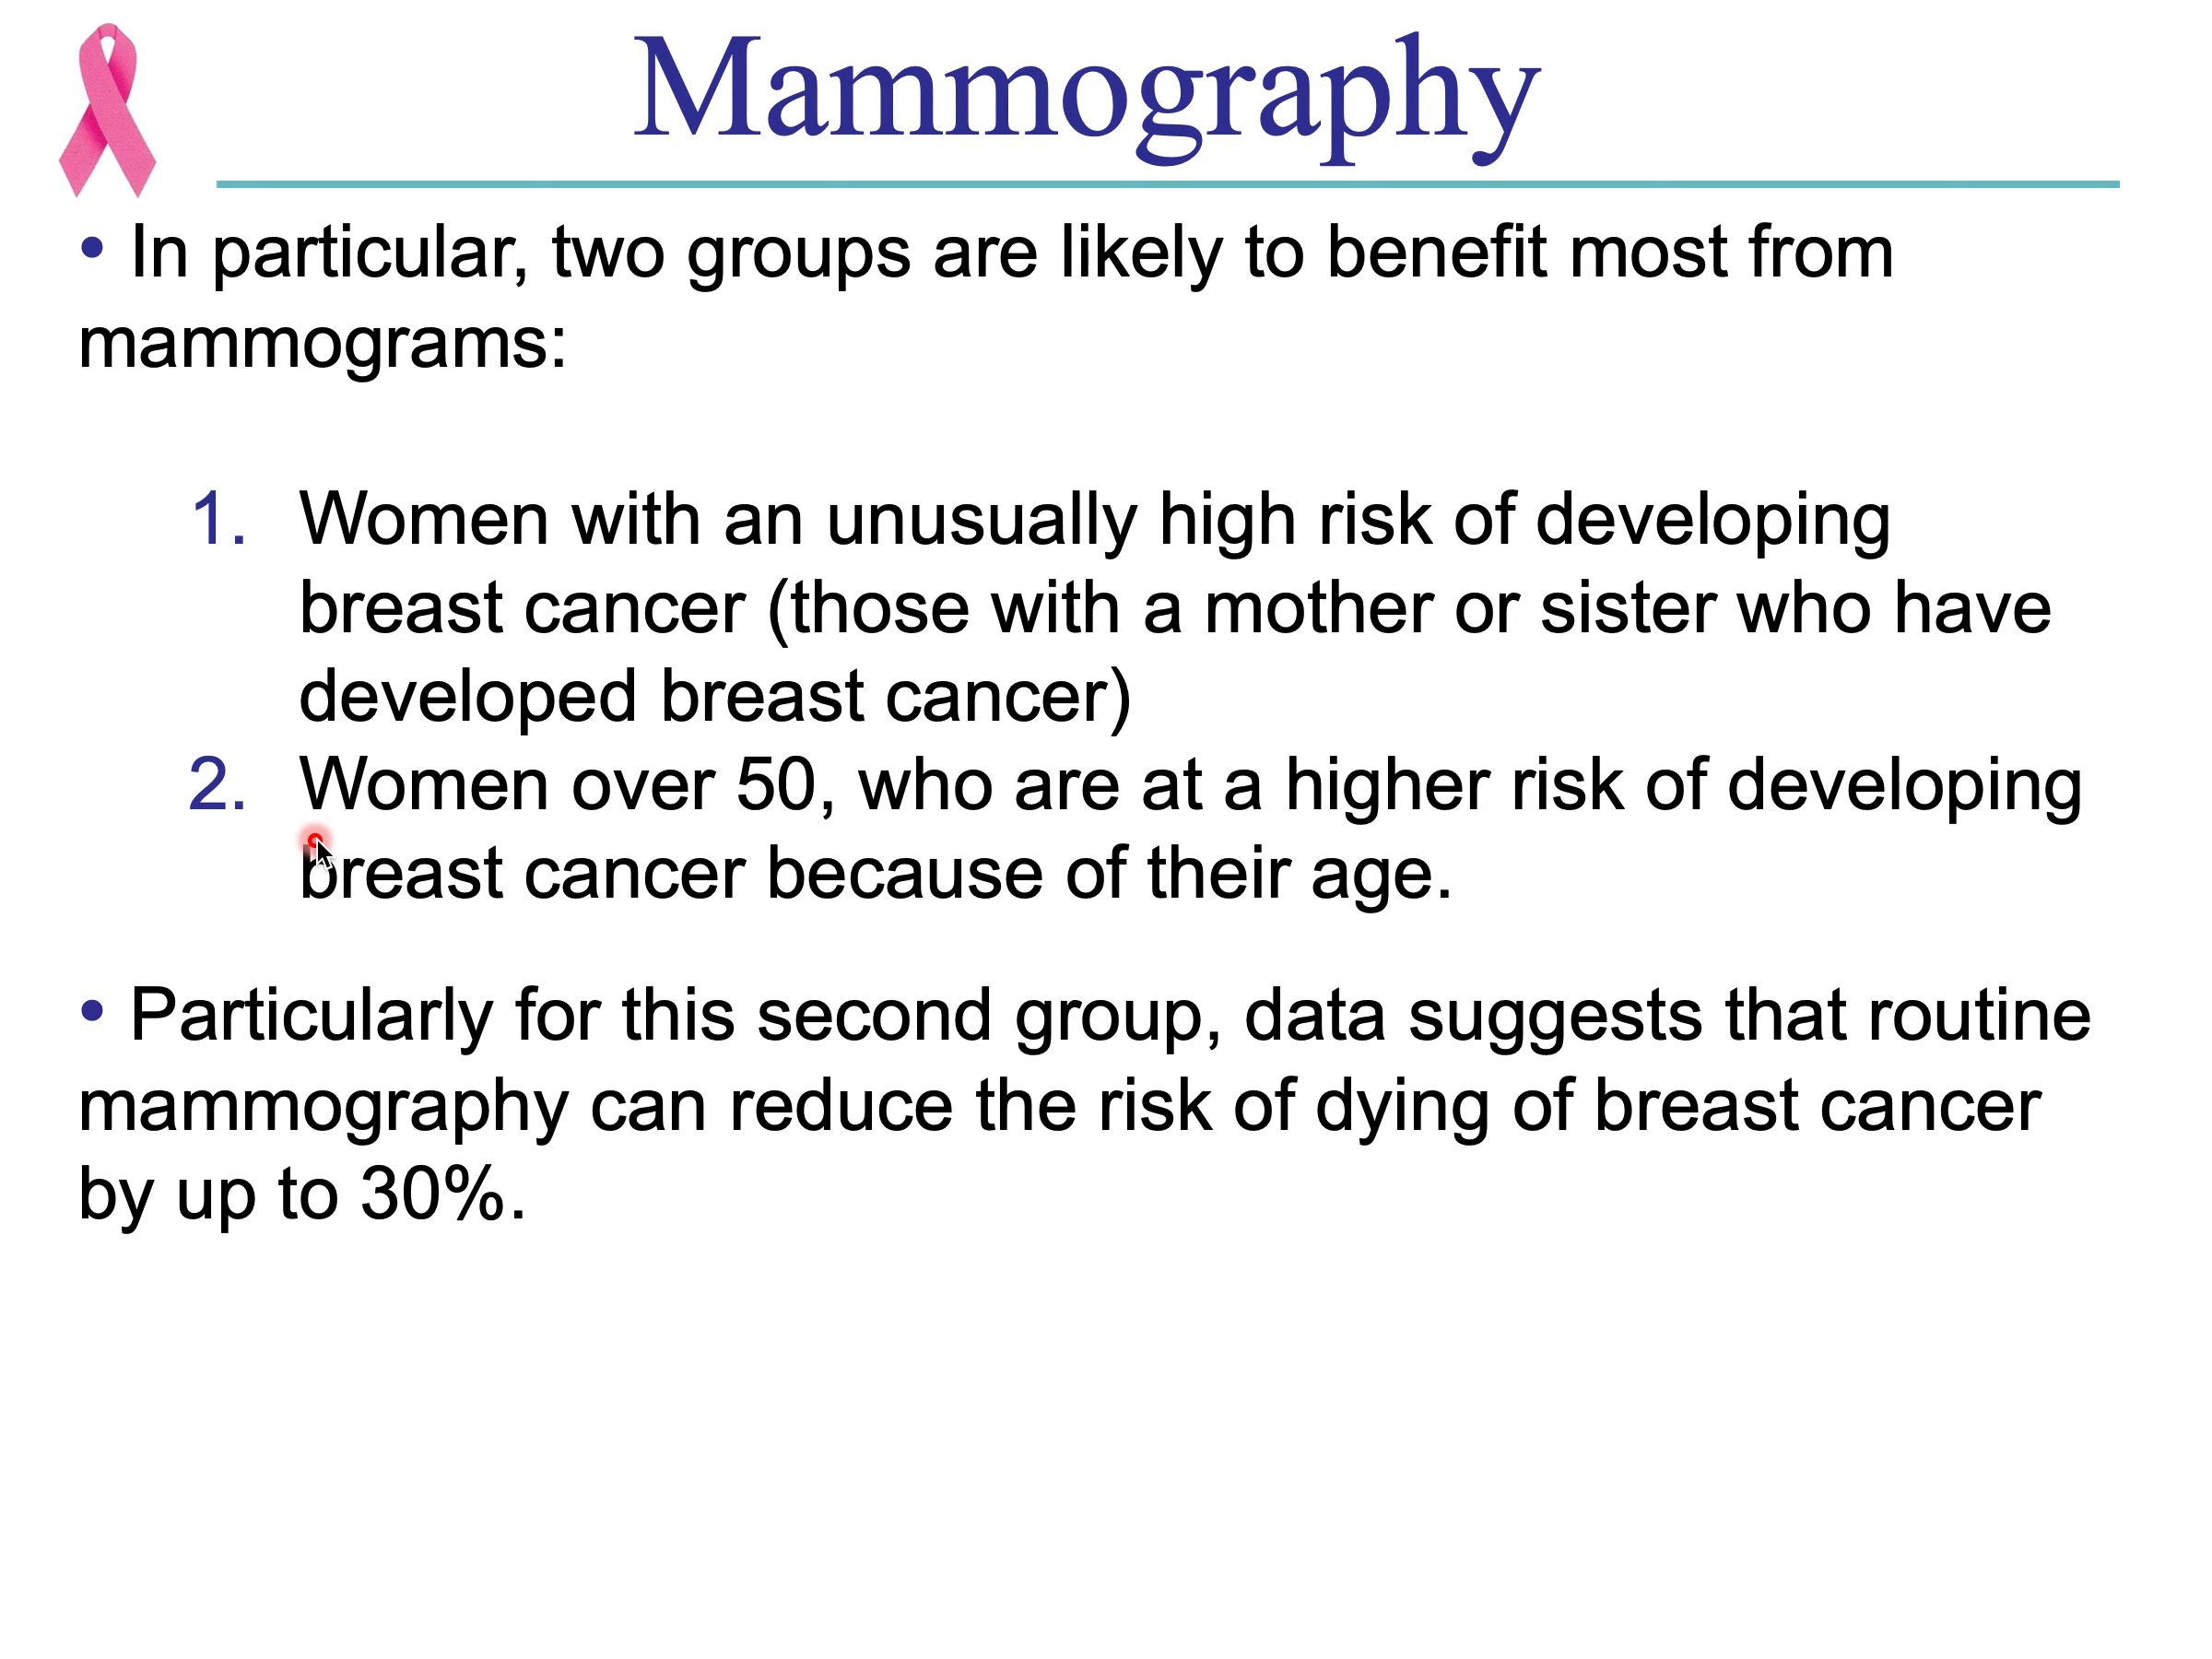 Mammography
• In particular, two groups are likely to benefit most from
mammograms:
1. Women with an unusually high risk of developing
breast cancer (those with a mother or sister who have
developed breast cancer)
2. Women over 50, who are at a higher risk of developing
breast cancer because of their age.
• Particularly for this second group, data suggests that routine
mammography can reduce the risk of dying of breast cancer
by up to 30%.